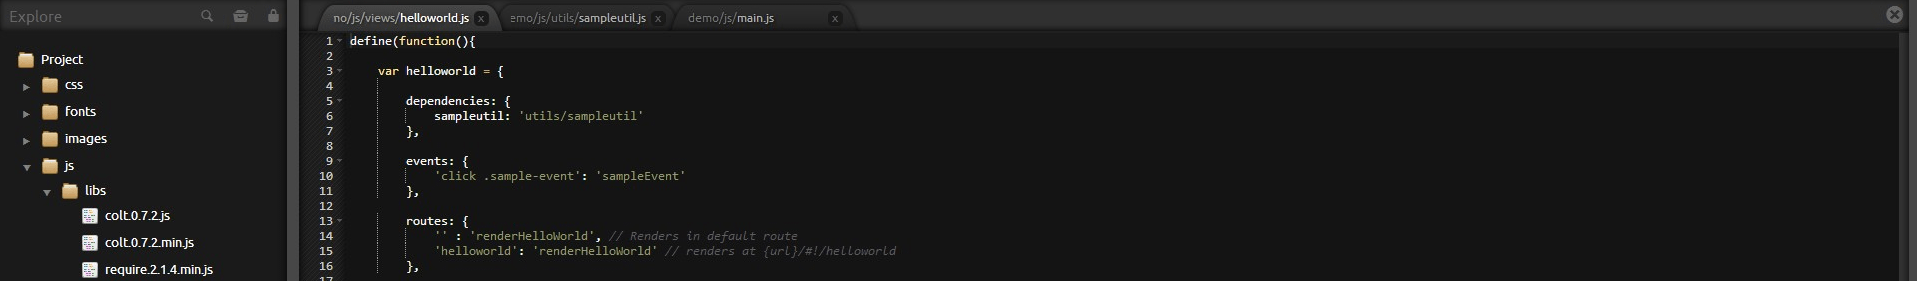 Explore
Project
css
fonts
images
js
libs
colt.0.7.2.js
colt.0.7.2.min.js
require.2.1.4.min.js
no/js/views/helloworld.js x
emo/js/utils/sampleutil.js x
demo/js/main.js x
1 define(function(){
2
3 var helloworld = {
4
5 dependencies: {
6 sampleutil: 'utils/sampleutil'
7 },
8
9 events: {
10 'click .sample-event': 'sampleEvent'
11 },
12
13 routes: {
14 '' : 'renderHelloWorld', // Renders in default route
15 'helloworld': 'renderHelloWorld' // renders at {url}/#!/helloworld
16 },
17